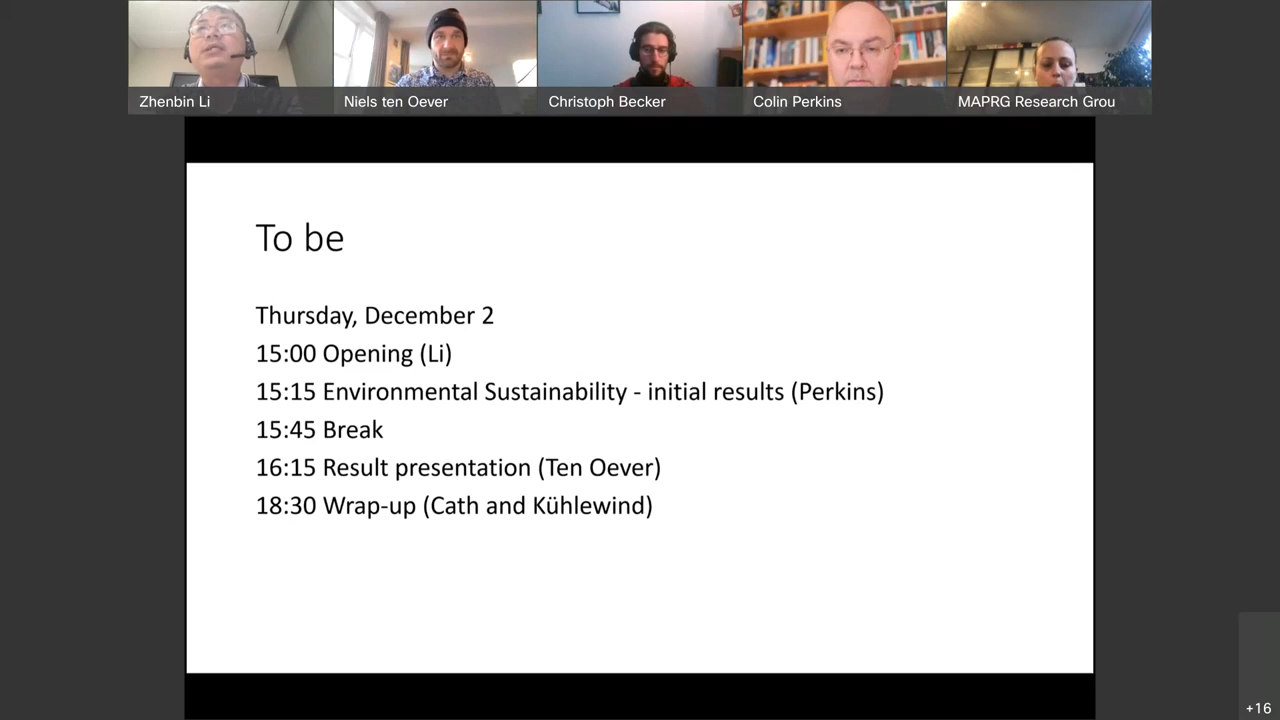 Zhenbin Li
Niels ten Oever
Christoph Becker
Colin Perkins
MAPRG Research Grou
To be
Thursday, December 2
15:00 Opening (Li)
15:15 Environmental Sustainability - initial results (Perkins)
15:45 Break
16:15 Result presentation (Ten Oever)
18:30 Wrap-up (Cath and Kühlewind)
+16